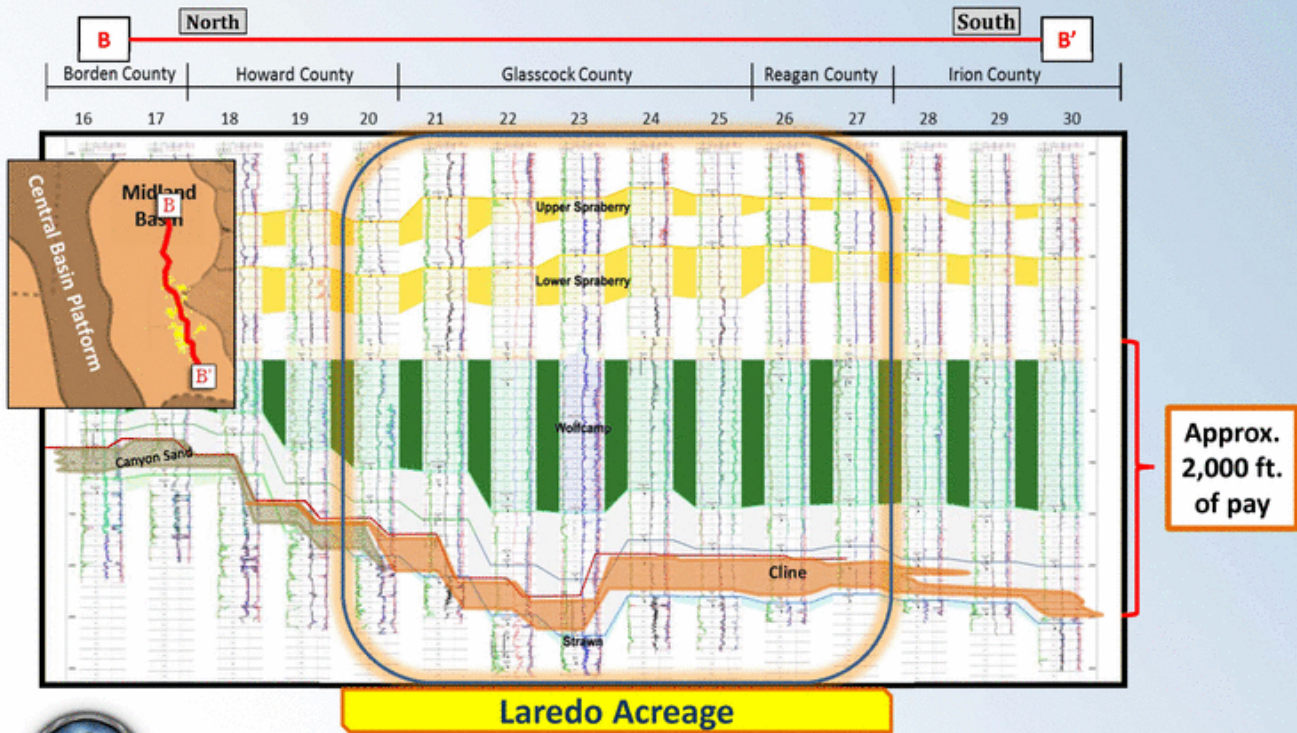 North
South
B
B'
Borden County
Howard County
Glasscock County
Reagan County
Irion County
16 17 18 19 20 21 22 23 24 25 26 27 28 29 30
Central Basin Platform
Midland
Basin
B
B'
Upper Spraberry
Lower Spraberry
Wolfcamp
Canyon Sand
Cline
Strawn
Approx.
2,000 ft.
of pay
Laredo Acreage